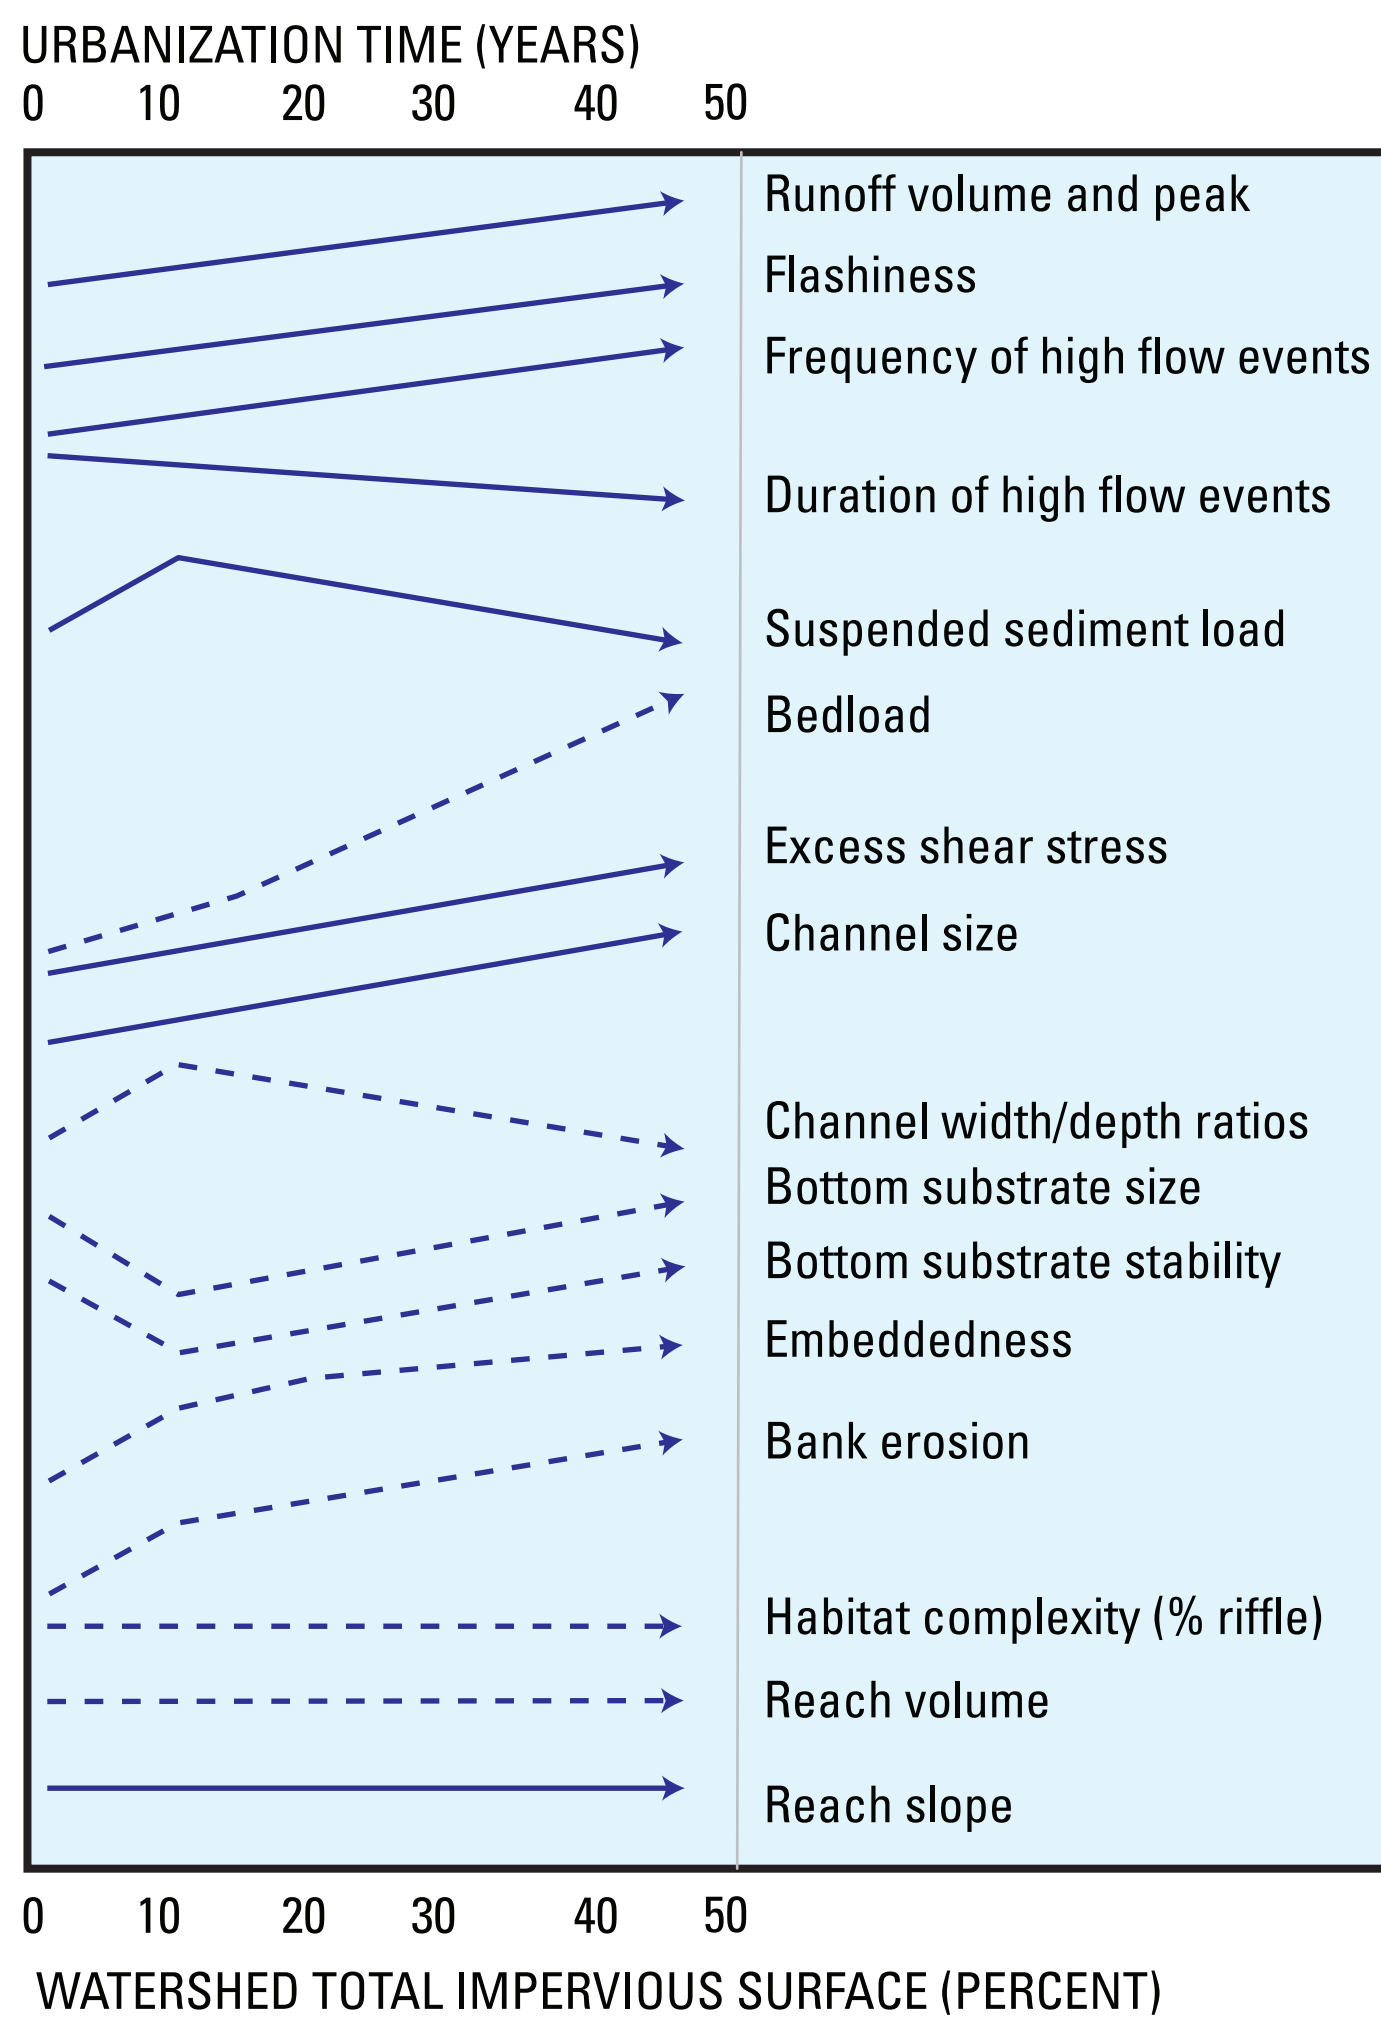 URBANIZATION TIME (YEARS)
0 10 20 30 40 50
Runoff volume and peak
Flashiness
Frequency of high flow events
Duration of high flow events
Suspended sediment load
Bedload
Excess shear stress
Channel size
Channel width/depth ratios
Bottom substrate size
Bottom substrate stability
Embeddedness
Bank erosion
Habitat complexity (% riffle)
Reach volume
Reach slope
0 10 20 30 40 50
WATERSHED TOTAL IMPERVIOUS SURFACE (PERCENT)